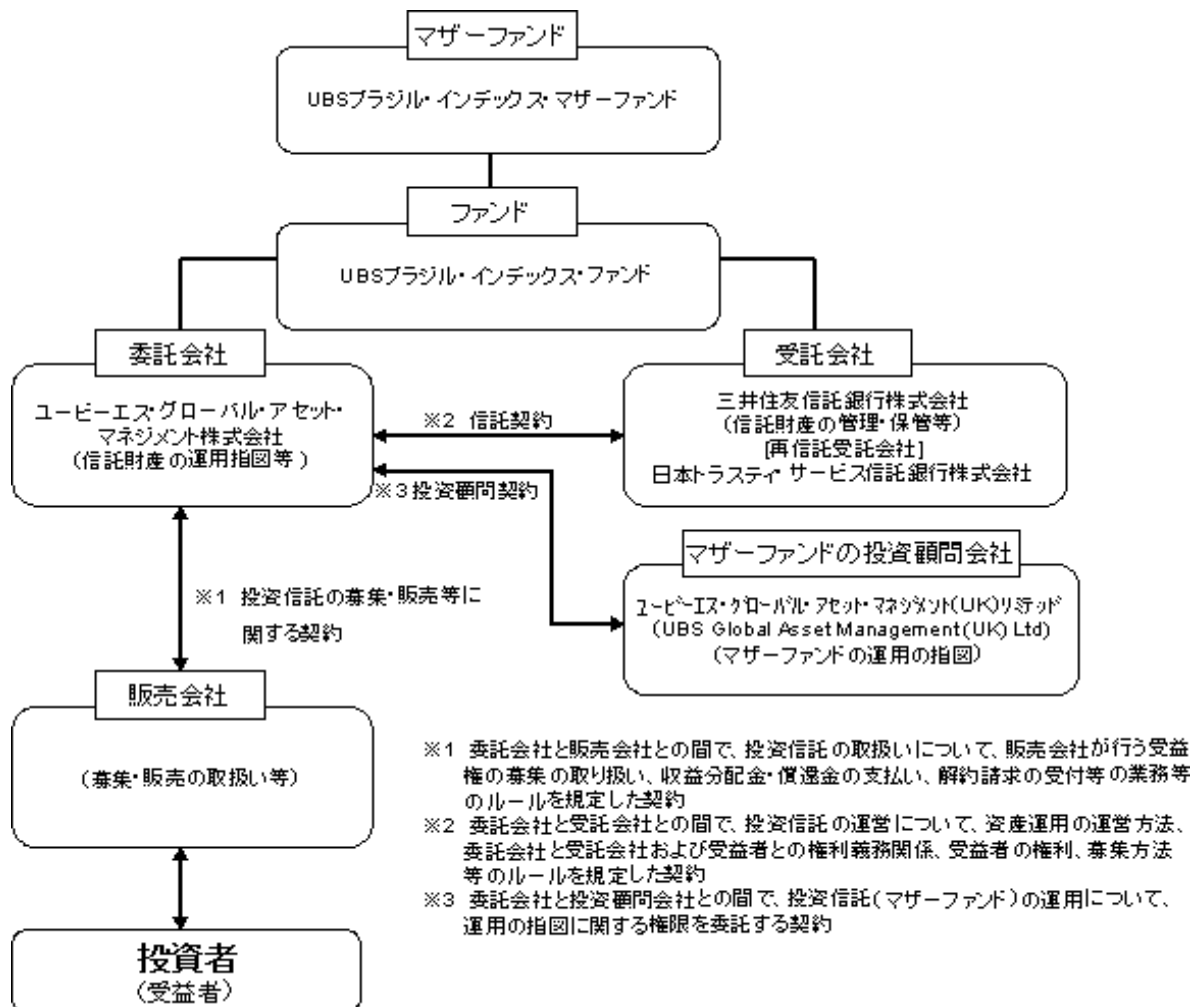 マザーファンド
UBSブラジル・インデックス・マザーファンド
ファンド
UBSブラジル・インデックス・ファンド
委託会社
ユービーエス・グローバル・アセット・
マネジメント株式会社
(信託財産の運用指図等)
受託会社
三井住友信託銀行株式会社
(信託財産の管理・保管等)
[再信託受託会社]
日本トラスティ・サービス信託銀行株式会社
※2 信託契約
※3投資顧問契約
マザーファンドの投資顧問会社
ユービーエス・グローバル・アセット・マネジメント(UK)リミテッド
(UBS Global Asset Management(UK) Ltd)
(マザーファンドの運用の指図)
※1 投資信託の募集・販売等に
関する契約
販売会社
(募集・販売の取扱い等)
投資者
(受益者)
※1 委託会社と販売会社との間で、投資信託の取扱いについて、販売会社が行う受益
権の募集の取り扱い、収益分配金・償還金の支払い、解約請求の受付等の業務等
のルールを規定した契約
※2 委託会社と受託会社との間で、投資信託の運営について、資産運用の運営方法、
委託会社と受託会社および受益者との権利義務関係、受益者の権利、募集方法
等のルールを規定した契約
※3 委託会社と投資顧問会社との間で、投資信託(マザーファンド)の運用について、
運用の指図に関する権限を委託する契約